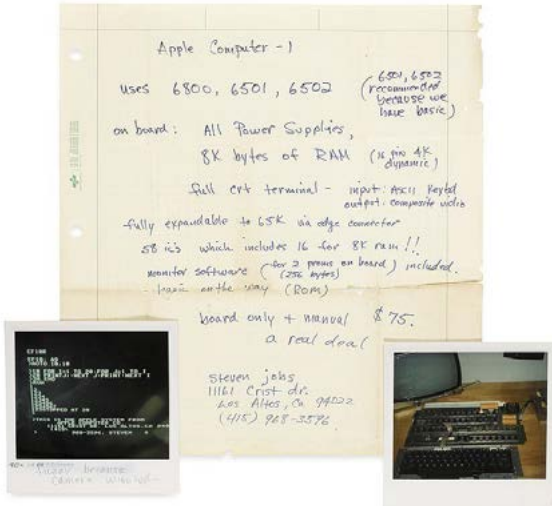 Apple Computer - 1
uses 6800, 6501, 6502
(6501, 6502
recommended
because we
have basic)
on board: All Power Supplies,
8K bytes of RAM (16 pin 4K
dynamic)
full crt terminal - input: ASCII Keybd
output: composite video
fully expandable to 65K via edge connector
58 ic's which includes 16 for 8K ram!!
monitor software (for 2 proms on board) included.
(256 bytes)
basic on the way (ROM)
board only + manual $75.
a real deal
steven jobs
11161 Crist dr.
Los Altos, Ca 94022
(415) 968-3596
fuzzy because
camera